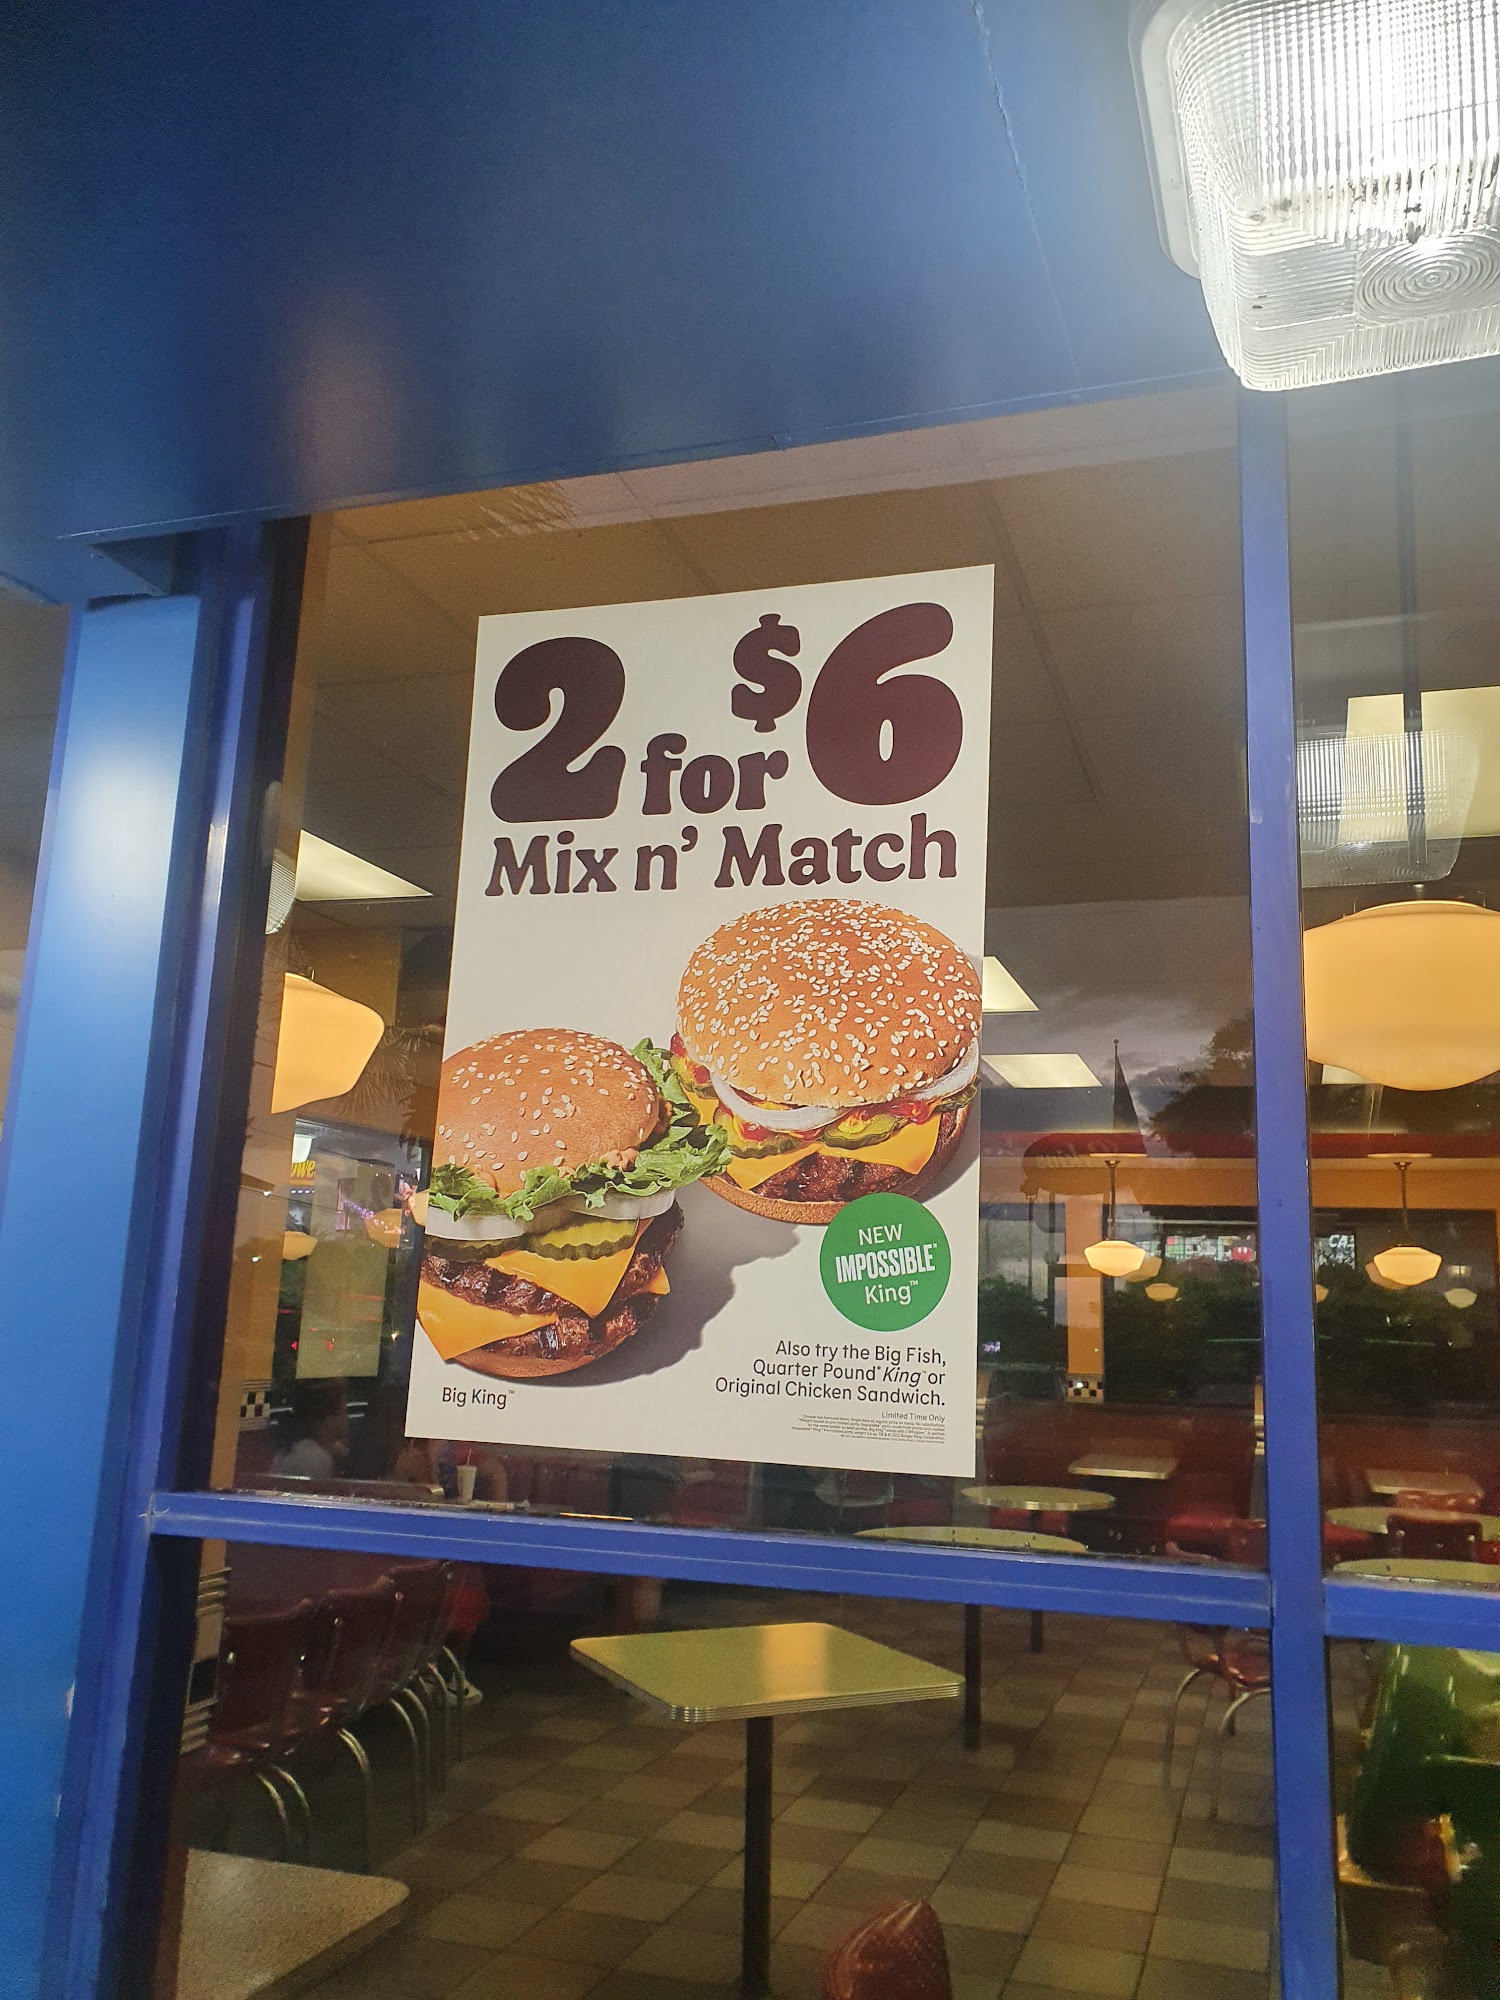 2 for $6
Mix n' Match
NEW
IMPOSSIBLE™
King™
Big King™
Also try the Big Fish,
Quarter Pound® King™ or
Original Chicken Sandwich.
Limited Time Only